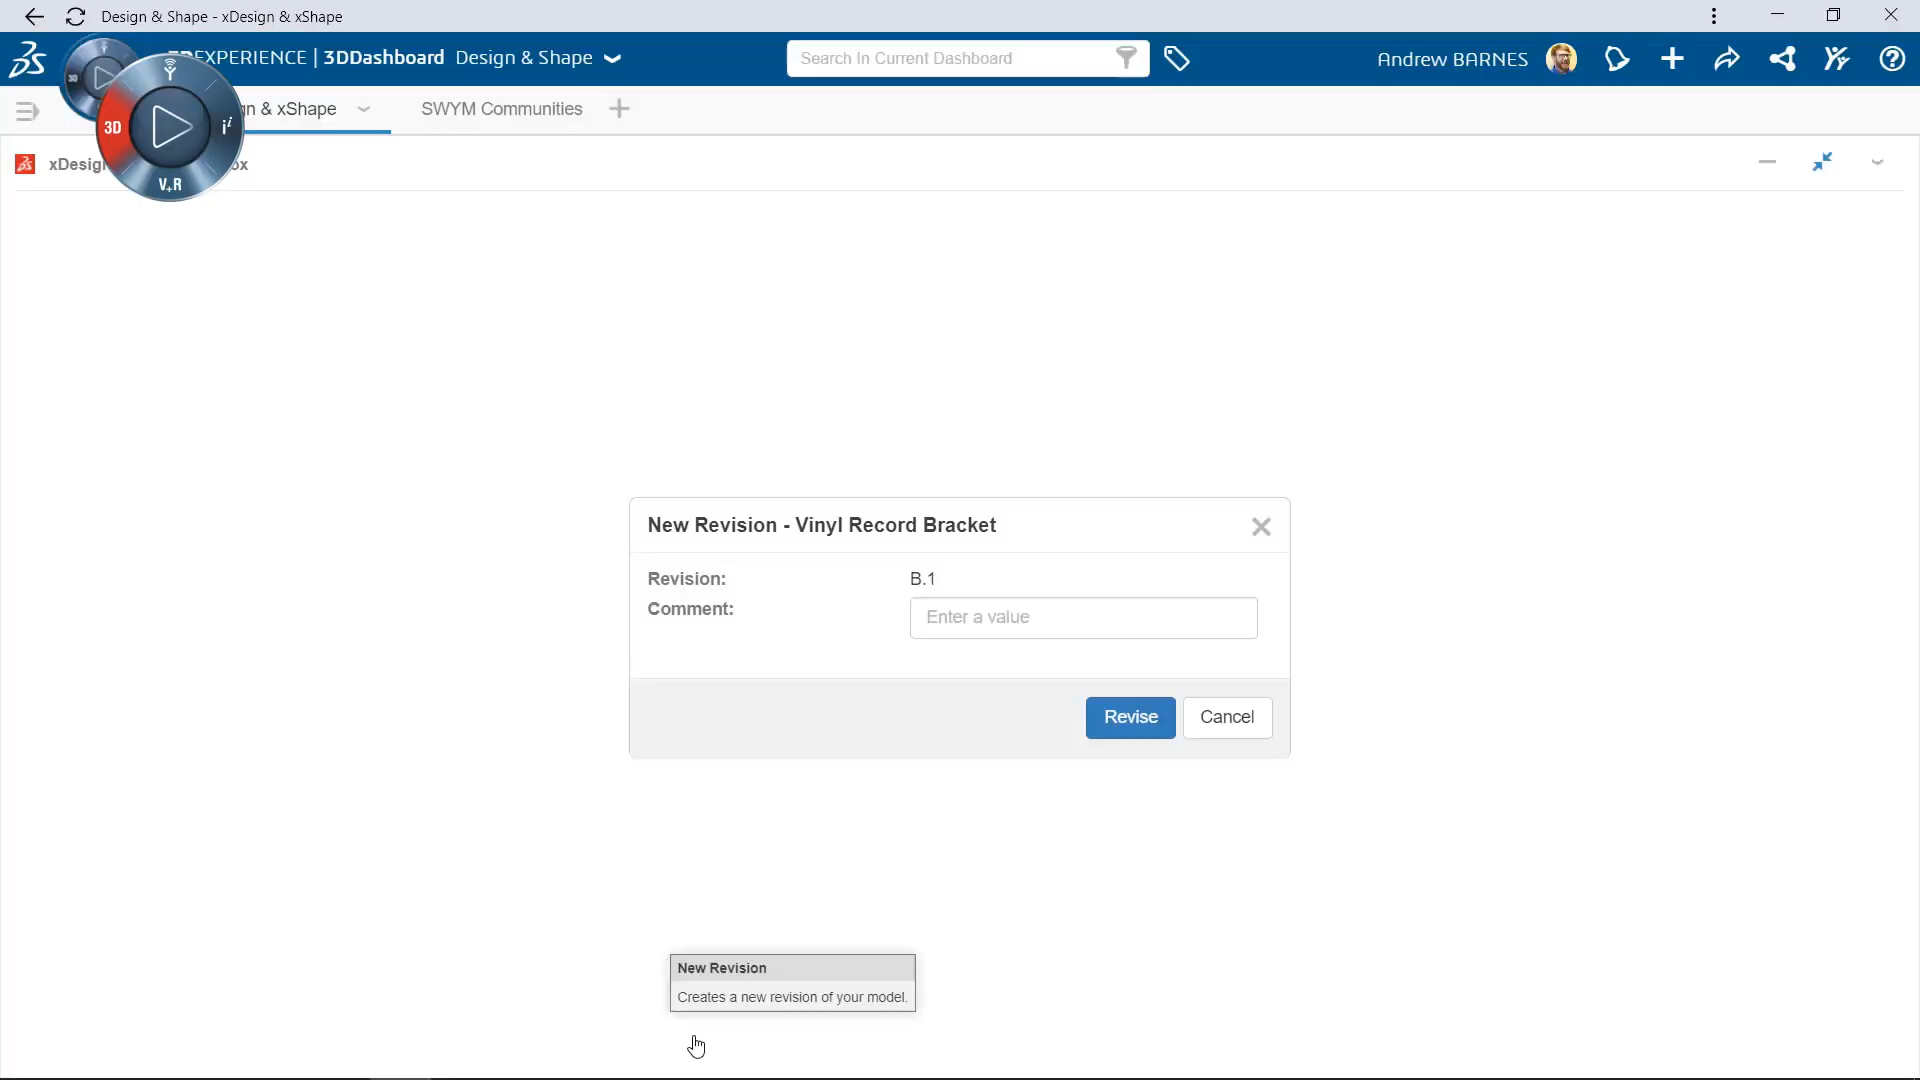 Design & Shape - xDesign & xShape
EXPERIENCE | 3DDashboard Design & Shape
Search In Current Dashboard
Andrew BARNES
3D
3D
i
V+R
& xShape
SWYM Communities
New Revision - Vinyl Record Bracket
Revision: B.1
Comment: Enter a value
Revise
Cancel
New Revision
Creates a new revision of your model.